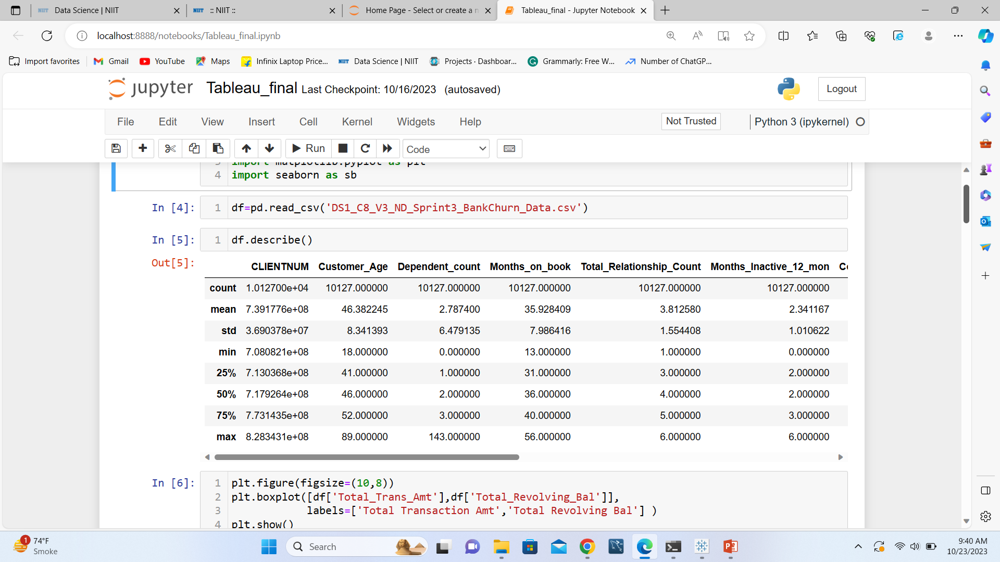 Data Science | NIIT
NIIT :: NIIT ::
Home Page - Select or create a n
Tableau_final - Jupyter Notebook
localhost:8888/notebooks/Tableau_final.ipynb
Import favorites
Gmail
YouTube
Maps
Infinix Laptop Price...
NIIT Data Science | NIIT
Projects · Dashboar...
Grammarly: Free W...
Number of ChatGP...
jupyter Tableau_final Last Checkpoint: 10/16/2023 (autosaved)
Logout
File Edit View Insert Cell Kernel Widgets Help
Not Trusted
Python 3 (ipykernel)
Run
Code
3 import matplotlib.pyplot as plt
4 import seaborn as sb
In [4]: 1 df=pd.read_csv('DS1_C8_V3_ND_Sprint3_BankChurn_Data.csv')
In [5]: 1 df.describe()
Out[5]:
CLIENTNUM Customer_Age Dependent_count Months_on_book Total_Relationship_Count Months_Inactive_12_mon Co
count 1.012700e+04 10127.000000 10127.000000 10127.000000 10127.000000 10127.000000
mean 7.391776e+08 46.382245 2.787400 35.928409 3.812580 2.341167
std 3.690378e+07 8.341393 6.479135 7.986416 1.554408 1.010622
min 7.080821e+08 18.000000 0.000000 13.000000 1.000000 0.000000
25% 7.130368e+08 41.000000 1.000000 31.000000 3.000000 2.000000
50% 7.179264e+08 46.000000 2.000000 36.000000 4.000000 2.000000
75% 7.731435e+08 52.000000 3.000000 40.000000 5.000000 3.000000
max 8.283431e+08 89.000000 143.000000 56.000000 6.000000 6.000000
In [6]: 1 plt.figure(figsize=(10,8))
2 plt.boxplot([df['Total_Trans_Amt'],df['Total_Revolving_Bal']],
3 labels=['Total Transaction Amt','Total Revolving Bal'] )
4 plt.show()
1
74°F
Smoke
Search
9:40 AM
10/23/2023